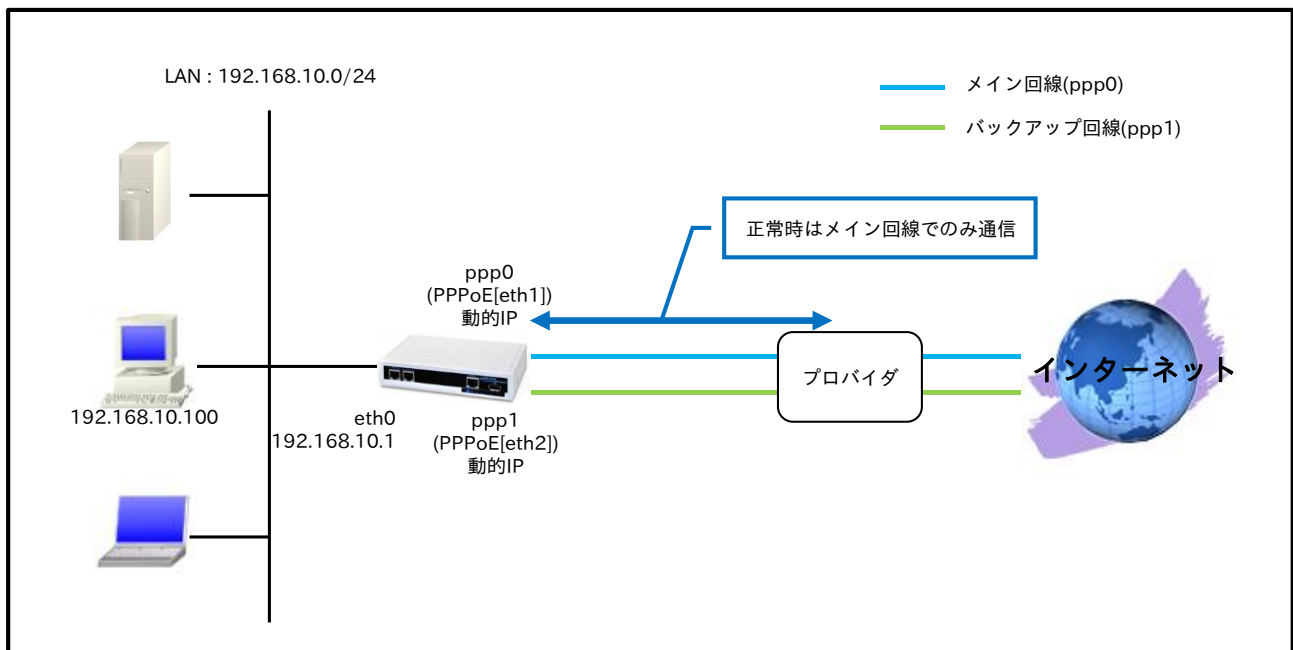 LAN : 192.168.10.0/24
メイン回線(ppp0)
バックアップ回線(ppp1)
正常時はメイン回線でのみ通信
ppp0
(PPPoE[eth1])
動的IP
プロバイダ
インターネット
192.168.10.100
eth0
192.168.10.1
ppp1
(PPPoE[eth2])
動的IP